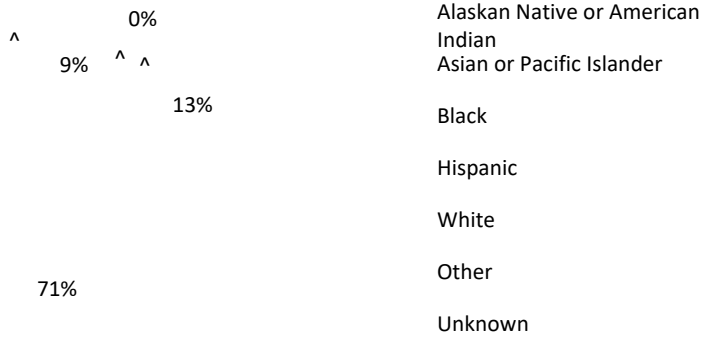 0%
^
9%
^
^
13%
71%
Alaskan Native or American
Indian
Asian or Pacific Islander
Black
Hispanic
White
Other
Unknown